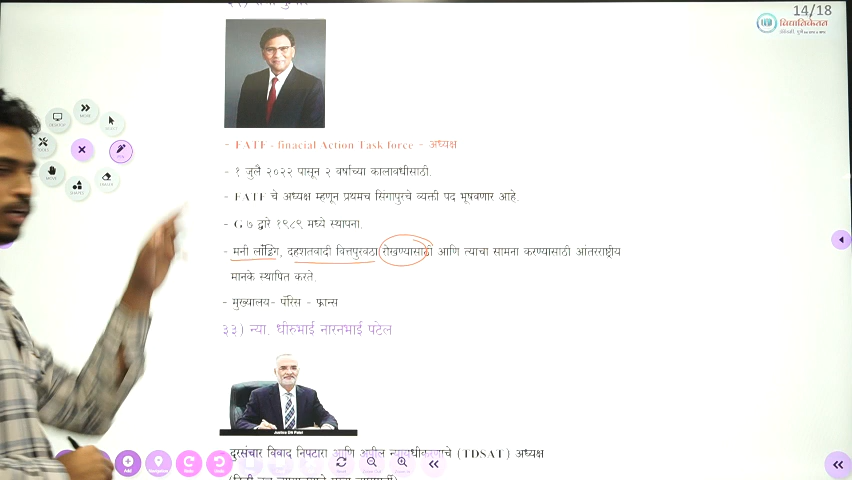 14/18
विद्यानिकेतन
- FATF - finacial Action Task force - अध्यक्ष
- १ जुलै २०२२ पासून २ वर्षाच्या कालावधीसाठी.
- FATF चे अध्यक्ष म्हणून प्रथमच सिंगापुरचे व्यक्ती पद भूषवणार आहे.
- G ७ द्वारे १९८९ मध्ये स्थापना.
- मनी लाँड्रिंग, दहशतवादी वित्तपुरवठा रोखण्यासाठी आणि त्याचा सामना करण्यासाठी आंतरराष्ट्रीय
मानके स्थापित करते.
- मुख्यालय- पॅरिस - फ्रान्स
३३) न्या. धीरुभाई नारनभाई पटेल
Justice DN Patel
दुरसंचार विवाद निपटारा आणि अपील न्यायधीकरणाचे (TDSAT) अध्यक्ष